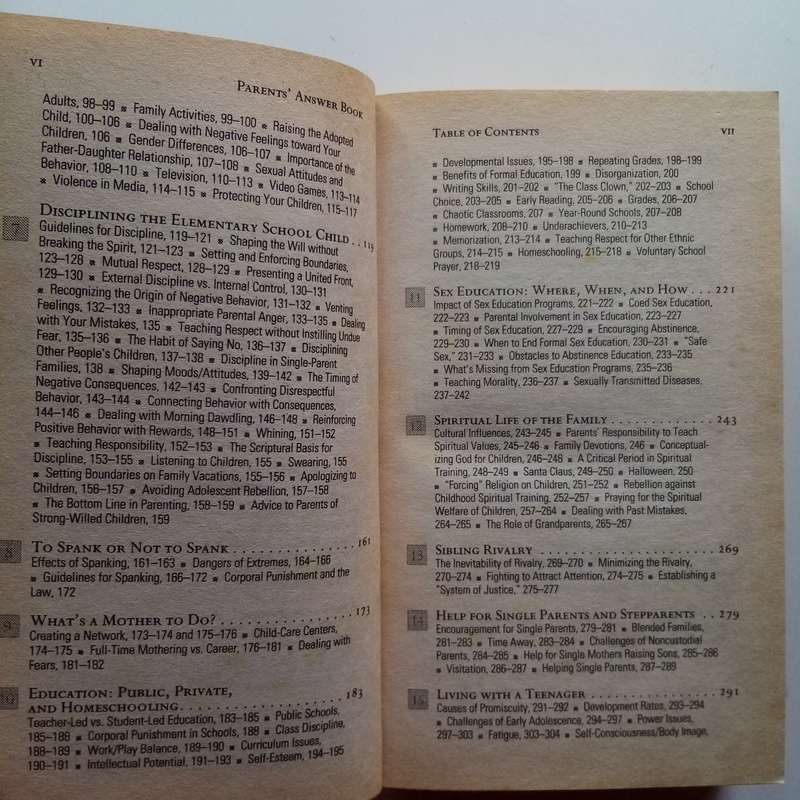 VI
PARENTS' ANSWER BOOK
Adults, 98–99 ■ Family Activities, 99–100 ■ Raising the Adopted
Child, 100–106 ■ Dealing with Negative Feelings toward Your
Children, 106 ■ Gender Differences, 106–107 ■ Importance of the
Father-Daughter Relationship, 107–108 ■ Sexual Attitudes and
Behavior, 108–110 ■ Television, 110–113 ■ Video Games, 113–114
■ Violence in Media, 114–115 ■ Protecting Your Children, 115–117
7 DISCIPLINING THE ELEMENTARY SCHOOL CHILD . . 119
Guidelines for Discipline, 119–121 ■ Shaping the Will without
Breaking the Spirit, 121–123 ■ Setting and Enforcing Boundaries,
123–128 ■ Mutual Respect, 128–129 ■ Presenting a United Front,
129–130 ■ External Discipline vs. Internal Control, 130–131
■ Recognizing the Origin of Negative Behavior, 131–132 ■ Venting
Feelings, 132–133 ■ Inappropriate Parental Anger, 133–135 ■ Dealing
with Your Mistakes, 135 ■ Teaching Respect without Instilling Undue
Fear, 135–136 ■ The Habit of Saying No, 136–137 ■ Disciplining
Other People's Children, 137–138 ■ Discipline in Single-Parent
Families, 138 ■ Shaping Moods/Attitudes, 139–142 ■ The Timing of
Negative Consequences, 142–143 ■ Confronting Disrespectful
Behavior, 143–144 ■ Connecting Behavior with Consequences,
144–146 ■ Dealing with Morning Dawdling, 146–148 ■ Reinforcing
Positive Behavior with Rewards, 148–151 ■ Whining, 151–152
■ Teaching Responsibility, 152–153 ■ The Scriptural Basis for
Discipline, 153–155 ■ Listening to Children, 155 ■ Swearing, 155
■ Setting Boundaries on Family Vacations, 155–156 ■ Apologizing to
Children, 156–157 ■ Avoiding Adolescent Rebellion, 157–158
■ The Bottom Line in Parenting, 158–159 ■ Advice to Parents of
Strong-Willed Children, 159
8 TO SPANK OR NOT TO SPANK . . . . . . . . . . . . . . . 161
Effects of Spanking, 161–163 ■ Dangers of Extremes, 164–166
■ Guidelines for Spanking, 166–172 ■ Corporal Punishment and the
Law, 172
9 WHAT'S A MOTHER TO DO? . . . . . . . . . . . . . . . . . 173
Creating a Network, 173–174 and 175–176 ■ Child-Care Centers,
174–175 ■ Full-Time Mothering vs. Career, 176–181 ■ Dealing with
Fears, 181–182
EDUCATION: PUBLIC, PRIVATE,
AND HOMESCHOOLING. . . . . . . . . . . . . . . . . . . . 183
Teacher-Led vs. Student-Led Education, 183–185 ■ Public Schools,
185–188 ■ Corporal Punishment in Schools, 188 ■ Class Discipline,
188–189 ■ Work/Play Balance, 189–190 ■ Curriculum Issues,
190–191 ■ Intellectual Potential, 191–193 ■ Self-Esteem, 194–195
TABLE OF CONTENTS
VII
■ Developmental Issues, 195–198 ■ Repeating Grades, 198–199
■ Benefits of Formal Education, 199 ■ Disorganization, 200
■ Writing Skills, 201–202 ■ "The Class Clown," 202–203 ■ School
Choice, 203–205 ■ Early Reading, 205–206 ■ Grades, 206–207
■ Chaotic Classrooms, 207 ■ Year-Round Schools, 207–208
■ Homework, 208–210 ■ Underachievers, 210–213
■ Memorization, 213–214 ■ Teaching Respect for Other Ethnic
Groups, 214–215 ■ Homeschooling, 215–218 ■ Voluntary School
Prayer, 218–219
11 SEX EDUCATION: WHERE, WHEN, AND HOW . . . 221
Impact of Sex Education Programs, 221–222 ■ Coed Sex Education,
222–223 ■ Parental Involvement in Sex Education, 223–227
■ Timing of Sex Education, 227–229 ■ Encouraging Abstinence,
229–230 ■ When to End Formal Sex Education, 230–231 ■ "Safe
Sex," 231–233 ■ Obstacles to Abstinence Education, 233–235
■ What's Missing from Sex Education Programs, 235–236
■ Teaching Morality, 236–237 ■ Sexually Transmitted Diseases,
237–242
12 SPIRITUAL LIFE OF THE FAMILY . . . . . . . . . . . . . 243
Cultural Influences, 243–245 ■ Parents' Responsibility to Teach
Spiritual Values, 245–246 ■ Family Devotions, 246 ■ Conceptual-
izing God for Children, 246–248 ■ A Critical Period in Spiritual
Training, 248–249 ■ Santa Claus, 249–250 ■ Halloween, 250
■ "Forcing" Religion on Children, 251–252 ■ Rebellion against
Childhood Spiritual Training, 252–257 ■ Praying for the Spiritual
Welfare of Children, 257–264 ■ Dealing with Past Mistakes,
264–265 ■ The Role of Grandparents, 265–267
13 SIBLING RIVALRY . . . . . . . . . . . . . . . . . . . . . . 269
The Inevitability of Rivalry, 269–270 ■ Minimizing the Rivalry,
270–274 ■ Fighting to Attract Attention, 274–275 ■ Establishing a
"System of Justice," 275–277
14 HELP FOR SINGLE PARENTS AND STEPPARENTS . . 279
Encouragement for Single Parents, 279–281 ■ Blended Families,
281–283 ■ Time Away, 283–284 ■ Challenges of Noncustodial
Parents, 284–285 ■ Help for Single Mothers Raising Sons, 285–286
■ Visitation, 286–287 ■ Helping Single Parents, 287–289
15 LIVING WITH A TEENAGER . . . . . . . . . . . . . . . . 291
Causes of Promiscuity, 291–292 ■ Development Rates, 293–294
■ Challenges of Early Adolescence, 294–297 ■ Power Issues,
297–303 ■ Fatigue, 303–304 ■ Self-Consciousness/Body Image,